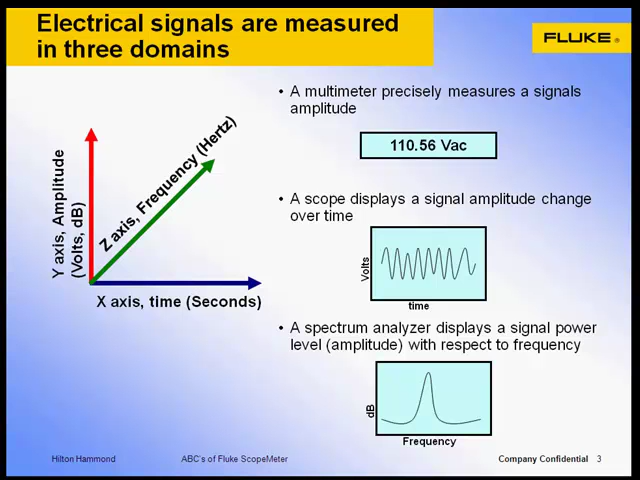 Electrical signals are measured
in three domains
FLUKE®
• A multimeter precisely measures a signals
amplitude
110.56 Vac
• A scope displays a signal amplitude change
over time
Volts
time
• A spectrum analyzer displays a signal power
level (amplitude) with respect to frequency
dB
Frequency
Y axis, Amplitude
(Volts, dB)
Z axis, Frequency (Hertz)
X axis, time (Seconds)
Hilton Hammond
ABC's of Fluke ScopeMeter
Company Confidential 3